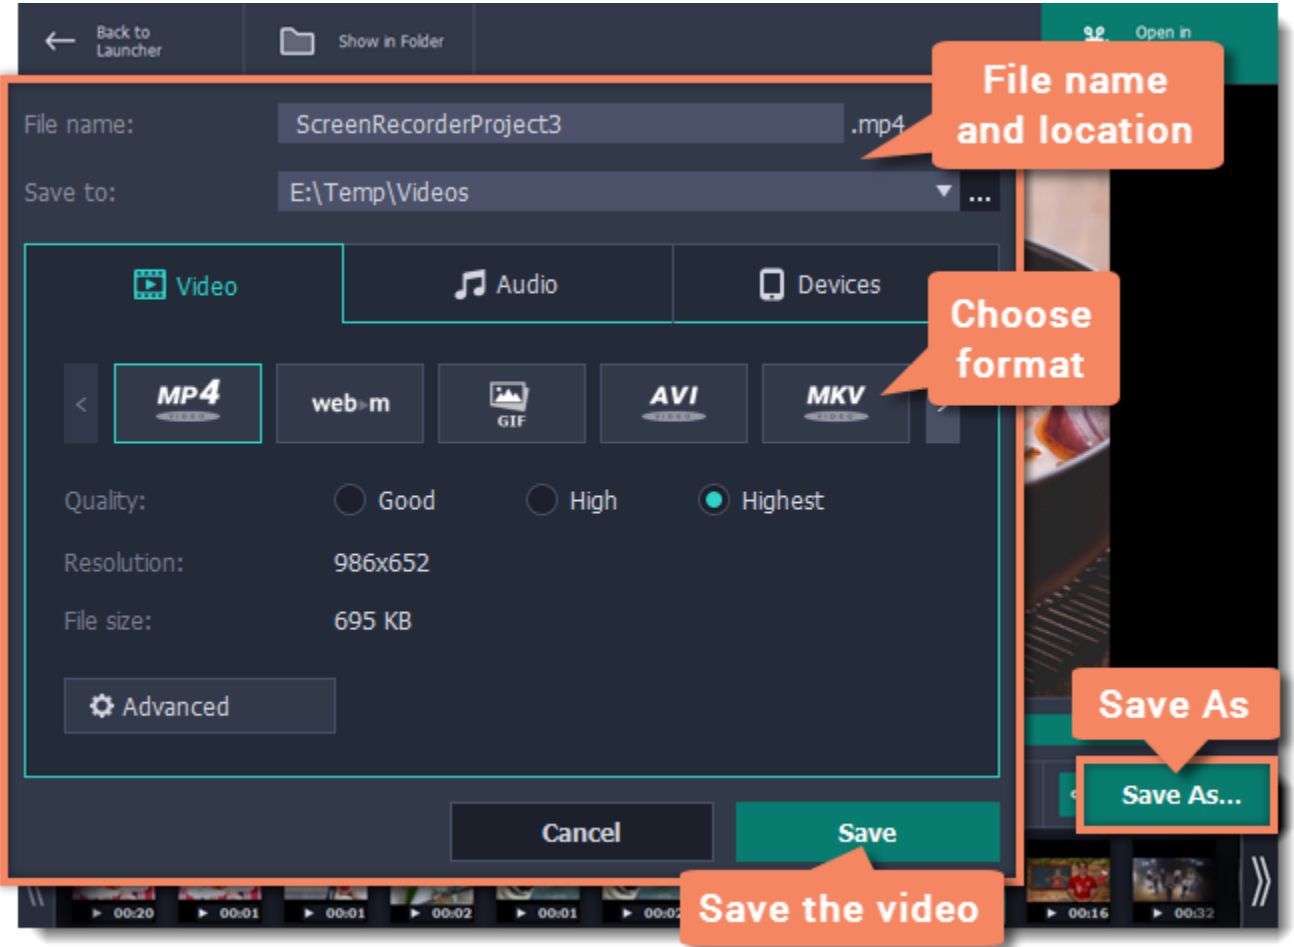 Back to
Launcher
Show in Folder
Open in
File name
and location
File name:
ScreenRecorderProject3
.mp4
Save to:
E:\Temp\Videos
...
Video
Audio
Devices
Choose
format
<
MP4
VIDEO
web m
GIF
AVI
VIDEO
MKV
VIDEO
Quality:
Good
High
Highest
Resolution:
986x652
File size:
695 KB
Advanced
Save As
Save As...
Cancel
Save
Save the video
00:20
00:01
00:01
00:02
00:01
00:16
00:32